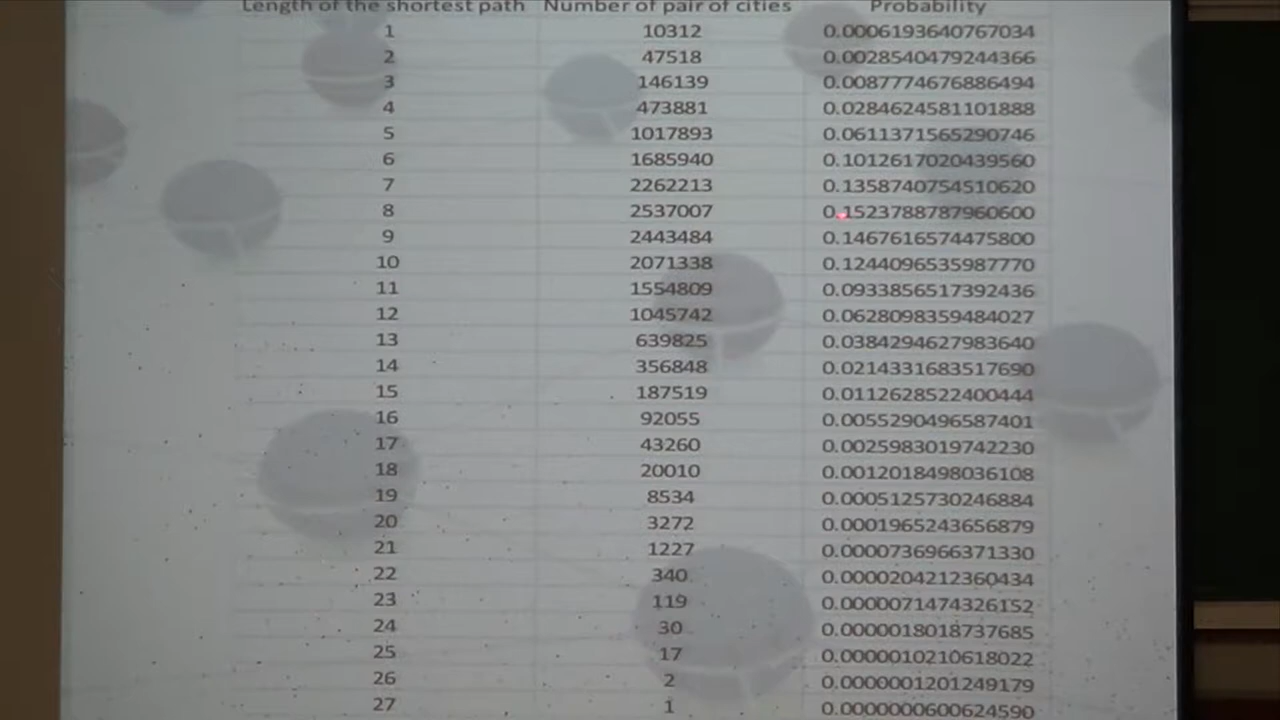 Length of the shortest path Number of pair of cities Probability
1 10312 0.0006193640767034
2 47518 0.0028540479244366
3 146139 0.0087774676886494
4 473881 0.0284624581101888
5 1017893 0.0611371565290746
6 1685940 0.1012617020439560
7 2262213 0.1358740754510620
8 2537007 0.1523788787960600
9 2443484 0.1467616574475800
10 2071338 0.1244096535987770
11 1554809 0.0933856517392436
12 1045742 0.0628098359484027
13 639825 0.0384294627983640
14 356848 0.0214331683517690
15 187519 0.0112628522400444
16 92055 0.0055290496587401
17 43260 0.0025983019742230
18 20010 0.0012018498036108
19 8534 0.0005125730246884
20 3272 0.0001965243656879
21 1227 0.0000736966371330
22 340 0.0000204212360434
23 119 0.0000071474326152
24 30 0.0000018018737685
25 17 0.0000010210618022
26 2 0.0000001201249179
27 1 0.0000000600624590